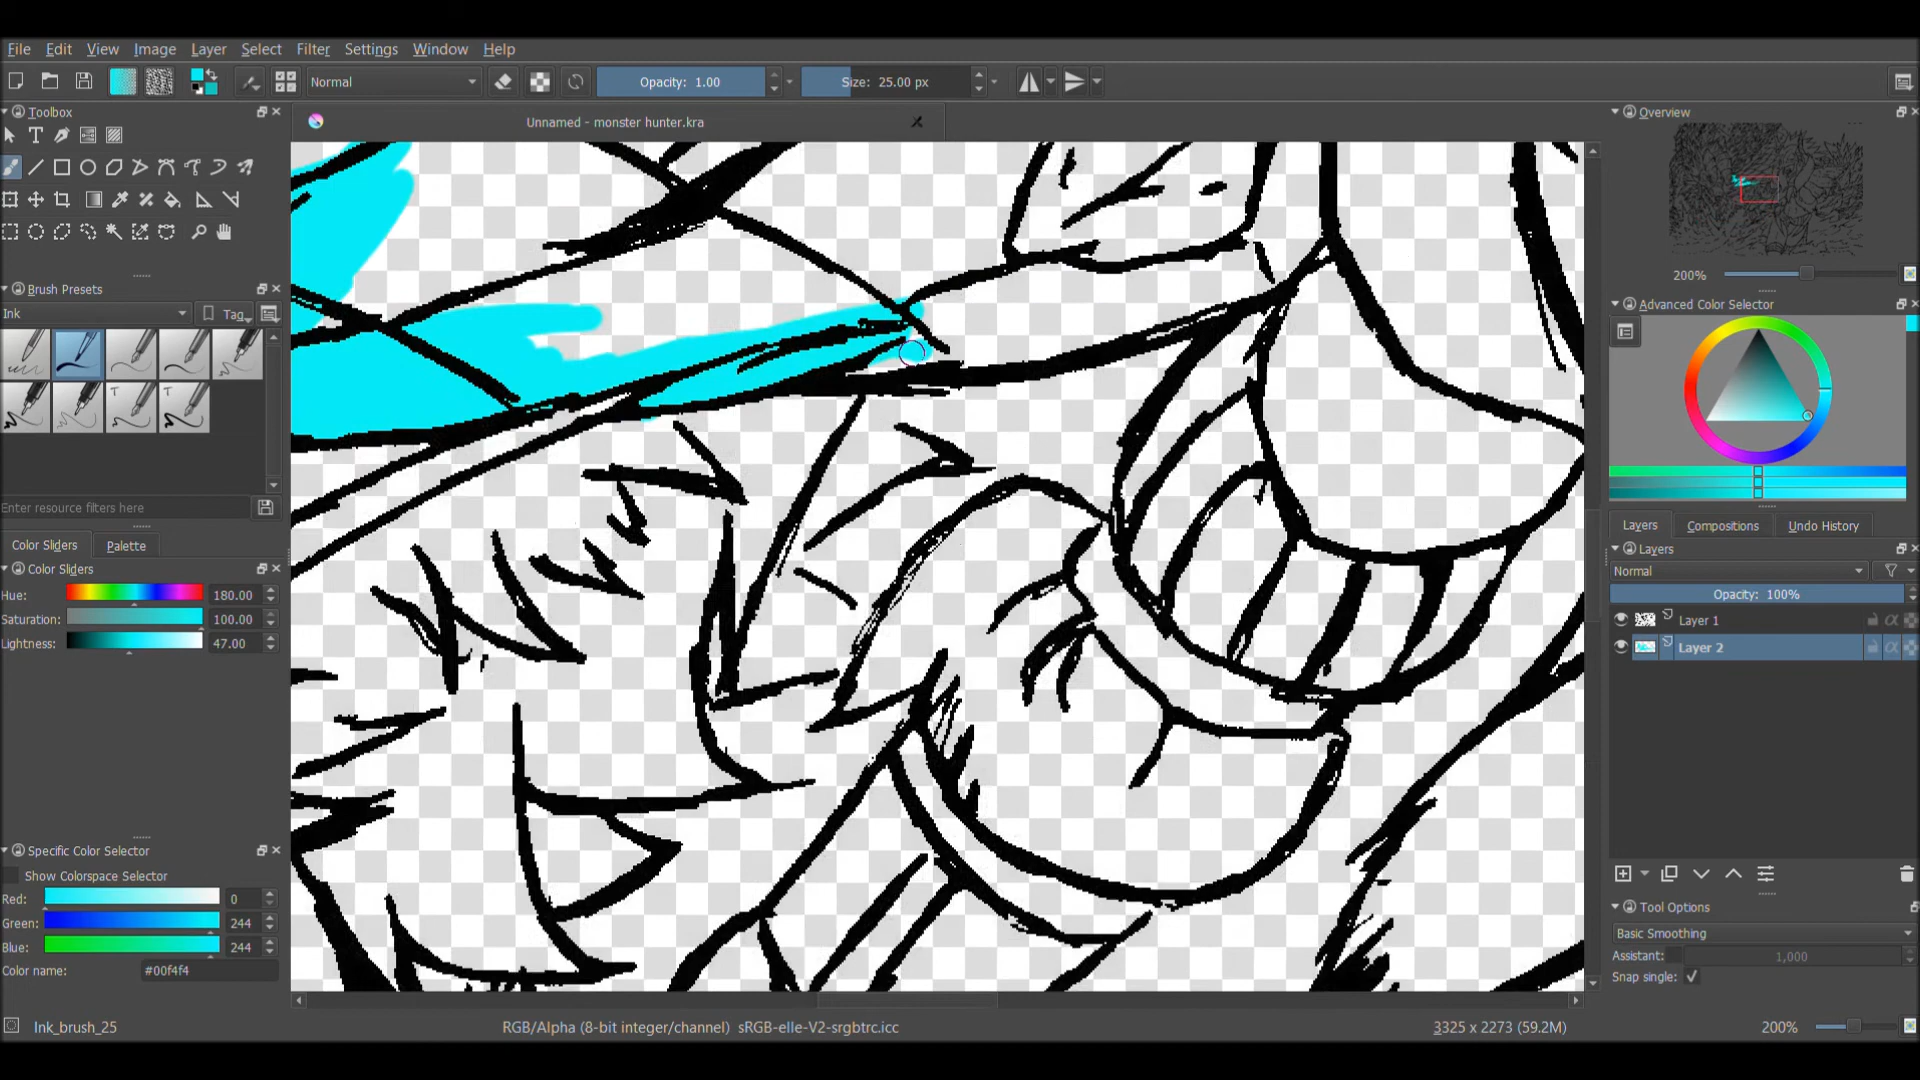 File Edit View Image Layer Select Filter Settings Window Help
Normal Opacity: 1.00 Size: 25.00 px
Toolbox
Unnamed - monster hunter.kra
Overview
200%
Brush Presets
Ink Tag
Advanced Color Selector
Enter resource filters here
Layers Compositions Undo History
Color Sliders Palette
Layers
Color Sliders
Normal
Hue: 180.00
Opacity: 100%
Saturation: 100.00
Layer 1
Lightness: 47.00
Layer 2
Specific Color Selector
Show Colorspace Selector
Red: 0
Green: 244
Blue: 244
Color name: #00f4f4
Tool Options
Basic Smoothing
Assistant: 1,000
Snap single:
Ink_brush_25
RGB/Alpha (8-bit integer/channel) sRGB-elle-V2-srgbtrc.icc
3325 x 2273 (59.2M)
200%